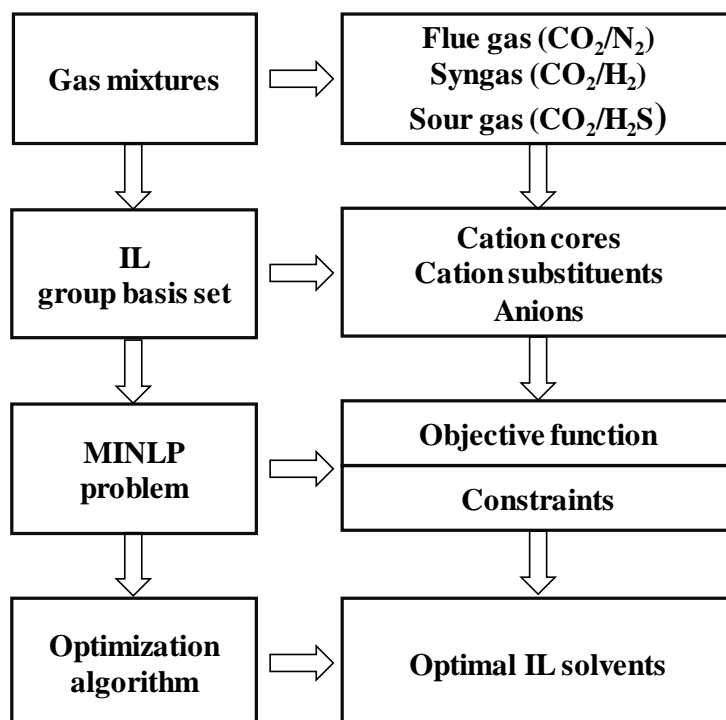 Gas mixtures
Flue gas (CO₂/N₂)
Syngas (CO₂/H₂)
Sour gas (CO₂/H₂S)
IL
group basis set
Cation cores
Cation substituents
Anions
MINLP
problem
Objective function
Constraints
Optimization
algorithm
Optimal IL solvents